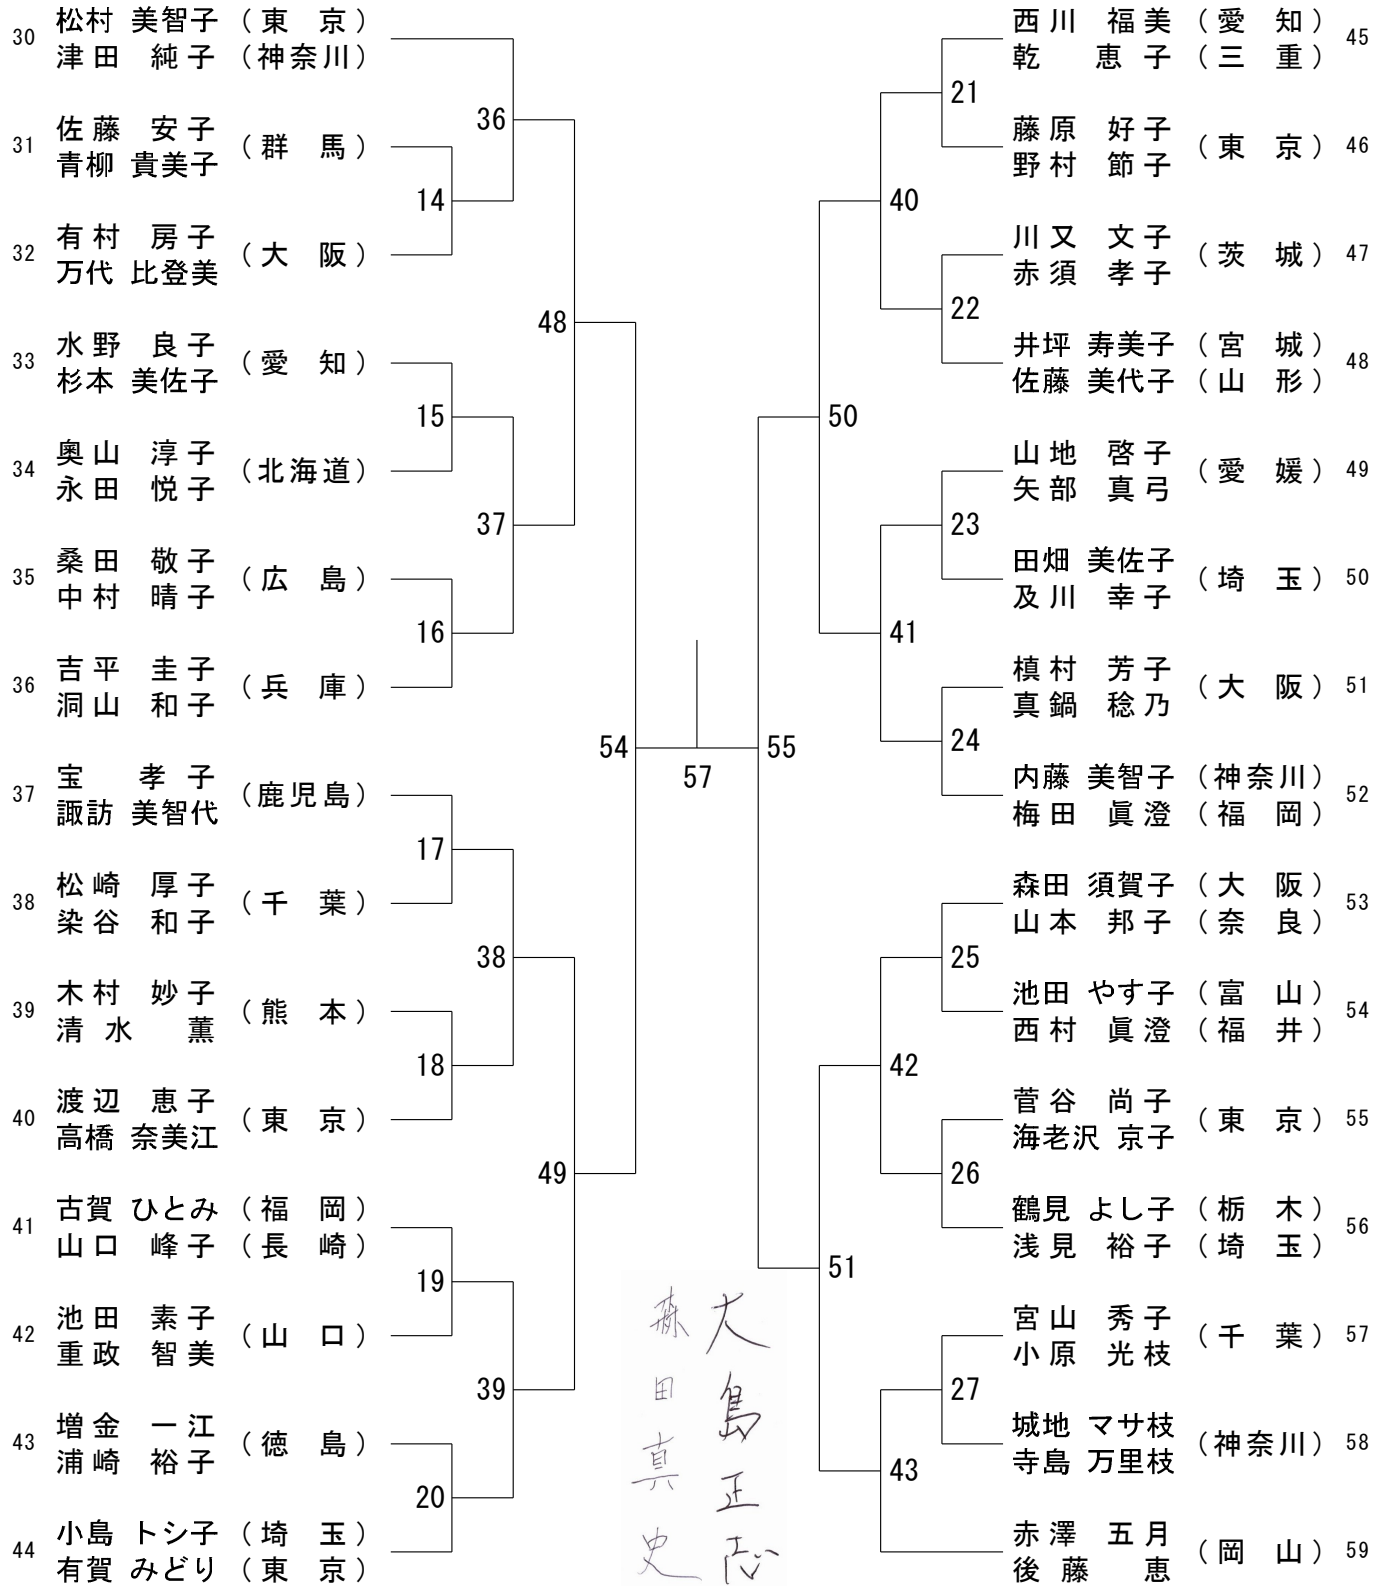 30 松村 美智子 (東 京)
津田 純子 (神奈川)
31 佐藤 安子
青柳 貴美子 (群 馬)
32 有村 房子
万代 比登美 (大 阪)
33 水野 良子
杉本 美佐子 (愛 知)
34 奥山 淳子
永田 悦子 (北海道)
35 桑田 敬子
中村 晴子 (広 島)
36 吉平 圭子
洞山 和子 (兵 庫)
37 宝 孝子
諏訪 美智代 (鹿児島)
38 松崎 厚子
染谷 和子 (千 葉)
39 木村 妙子
清水 薫 (熊 本)
40 渡辺 恵子
高橋 奈美江 (東 京)
41 古賀 ひとみ (福 岡)
山口 峰子 (長 崎)
42 池田 素子
重政 智美 (山 口)
43 増金 一江
浦崎 裕子 (徳 島)
44 小島 トシ子 (埼 玉)
有賀 みどり (東 京)
14
15
16
17
18
19
20
36
37
38
39
48
49
54
57
55
50
51
40
41
42
43
21
22
23
24
25
26
27
西川 福美 (愛 知) 45
乾 恵子 (三 重)
藤原 好子
野村 節子 (東 京) 46
川又 文子
赤須 孝子 (茨 城) 47
井坪 寿美子 (宮 城) 48
佐藤 美代子 (山 形)
山地 啓子
矢部 真弓 (愛 媛) 49
田畑 美佐子
及川 幸子 (埼 玉) 50
槙村 芳子
真鍋 稔乃 (大 阪) 51
内藤 美智子 (神奈川) 52
梅田 眞澄 (福 岡)
森田 須賀子 (大 阪) 53
山本 邦子 (奈 良)
池田 やす子 (富 山) 54
西村 眞澄 (福 井)
菅谷 尚子
海老沢 京子 (東 京) 55
鶴見 よし子 (栃 木) 56
浅見 裕子 (埼 玉)
宮山 秀子
小原 光枝 (千 葉) 57
城地 マサ枝
寺島 万里枝 (神奈川) 58
赤澤 五月
後藤 恵 (岡 山) 59
大島正志
森田真史